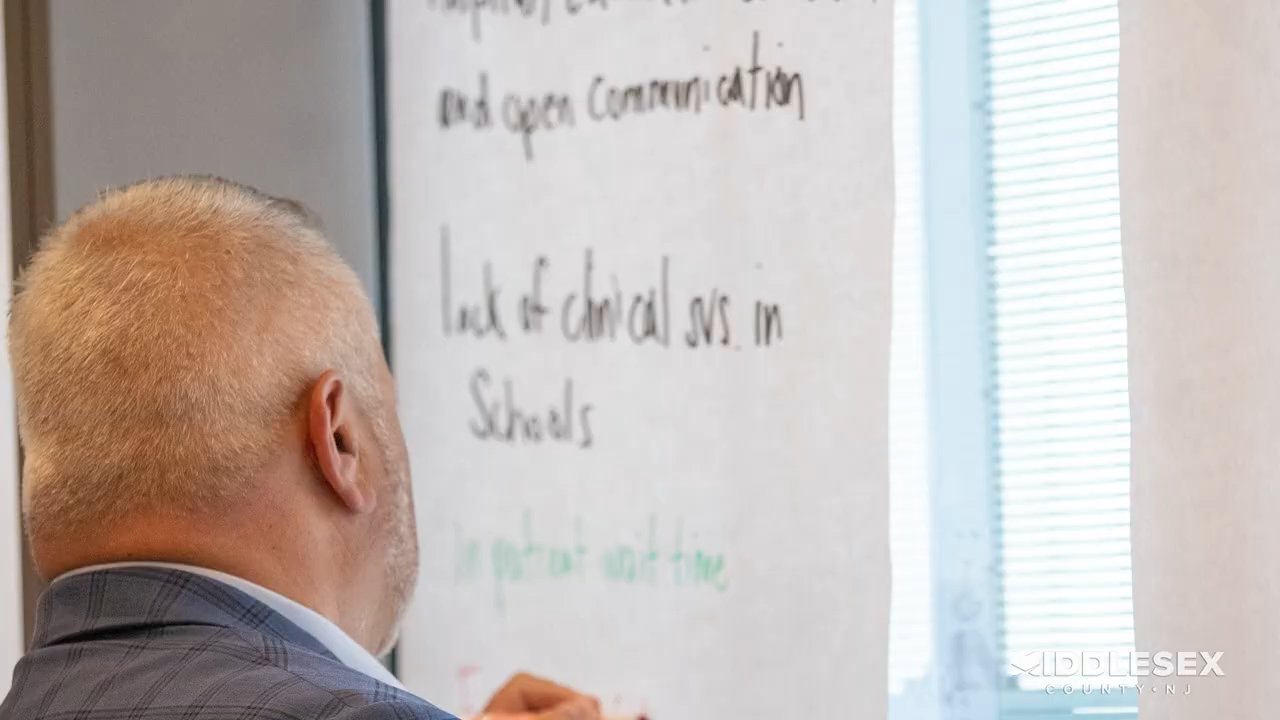 and open communication
lack of clinical svs. in
Schools
In patient wait time
MIDDLESEX
COUNTY • NJ